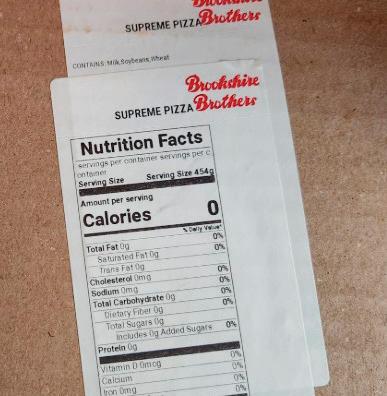 Brookshire
SUPREME PIZZA Brothers
CONTAINS: Milk,Soybeans,Wheat
Brookshire
SUPREME PIZZA Brothers
Nutrition Facts
servings per container servings per c
ontainer
Serving Size Serving Size 454g
Amount per serving
Calories 0
% Daily Value*
Total Fat 0g 0%
Saturated Fat 0g 0%
Trans Fat 0g
Cholesterol 0mg 0%
Sodium 0mg 0%
Total Carbohydrate 0g 0%
Dietary Fiber 0g 0%
Total Sugars 0g
Includes 0g Added Sugars 0%
Protein 0g
Vitamin D 0mcg 0%
Calcium 0%
Iron 0mg 0%